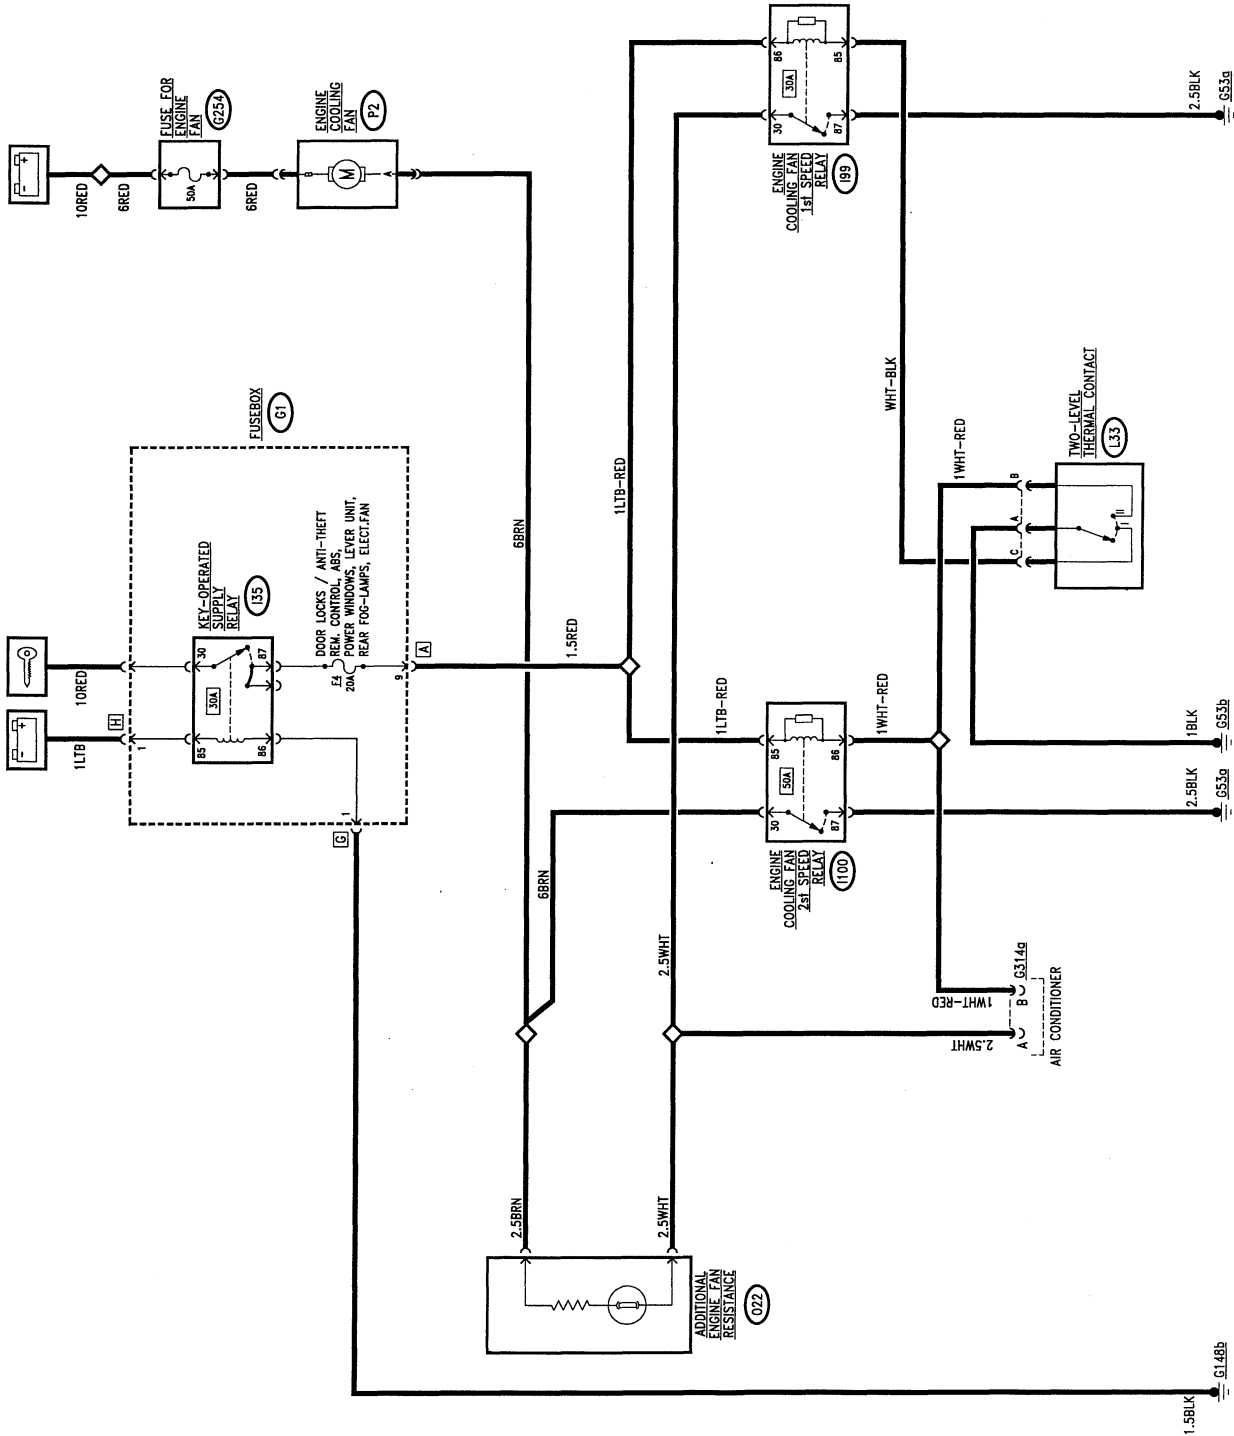 10RED
6RED
FUSE FOR
ENGINE
FAN
G254
50A
6RED
ENGINE
COOLING
FAN
P2
B
M
A
86
85
30A
30
87
ENGINE
COOLING FAN
1st SPEED
RELAY
I99
2.5BLK
G53a
FUSEBOX
G1
KEY-OPERATED
SUPPLY
RELAY
I35
30
87
30A
85
86
10RED
1LTB
H
1
DOOR LOCKS / ANTI-THEFT
REM. CONTROL, ABS,
POWER WINDOWS, LEVER UNIT,
REAR FOG-LAMPS, ELECT.FAN
F4
20A
9
A
1
G
6BRN
1.5RED
1LTB-RED
WHT-BLK
1WHT-RED
TWO-LEVEL
THERMAL CONTACT
L33
B
A
C
II
I
1LTB-RED
1WHT-RED
85
86
50A
30
87
ENGINE
COOLING FAN
2st SPEED
RELAY
I100
1BLK
G53b
2.5BLK
G53a
6BRN
2.5WHT
1WHT-RED
2.5WHT
G314a
B
A
AIR CONDITIONER
2.5BRN
2.5WHT
ADDITIONAL
ENGINE FAN
RESISTANCE
O22
1.5BLK
G148b